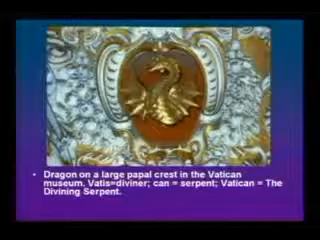 • Dragon on a large papal crest in the Vatican
museum. Vatis=diviner; can = serpent; Vatican = The
Divining Serpent.